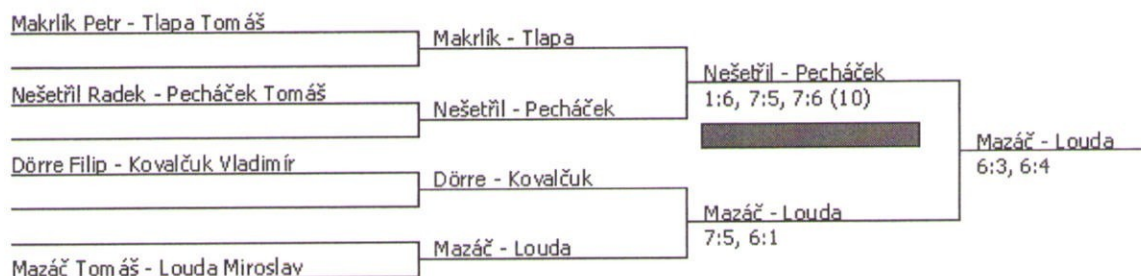 Makrlík Petr - Tlapa Tomáš
Makrlík - Tlapa
Nešetřil - Pecháček
1:6, 7:5, 7:6 (10)
Nešetřil Radek - Pecháček Tomáš
Nešetřil - Pecháček
Mazáč - Louda
6:3, 6:4
Dörre Filip - Kovalčuk Vladimír
Dörre - Kovalčuk
Mazáč - Louda
7:5, 6:1
Mazáč - Louda
Mazáč Tomáš - Louda Miroslav